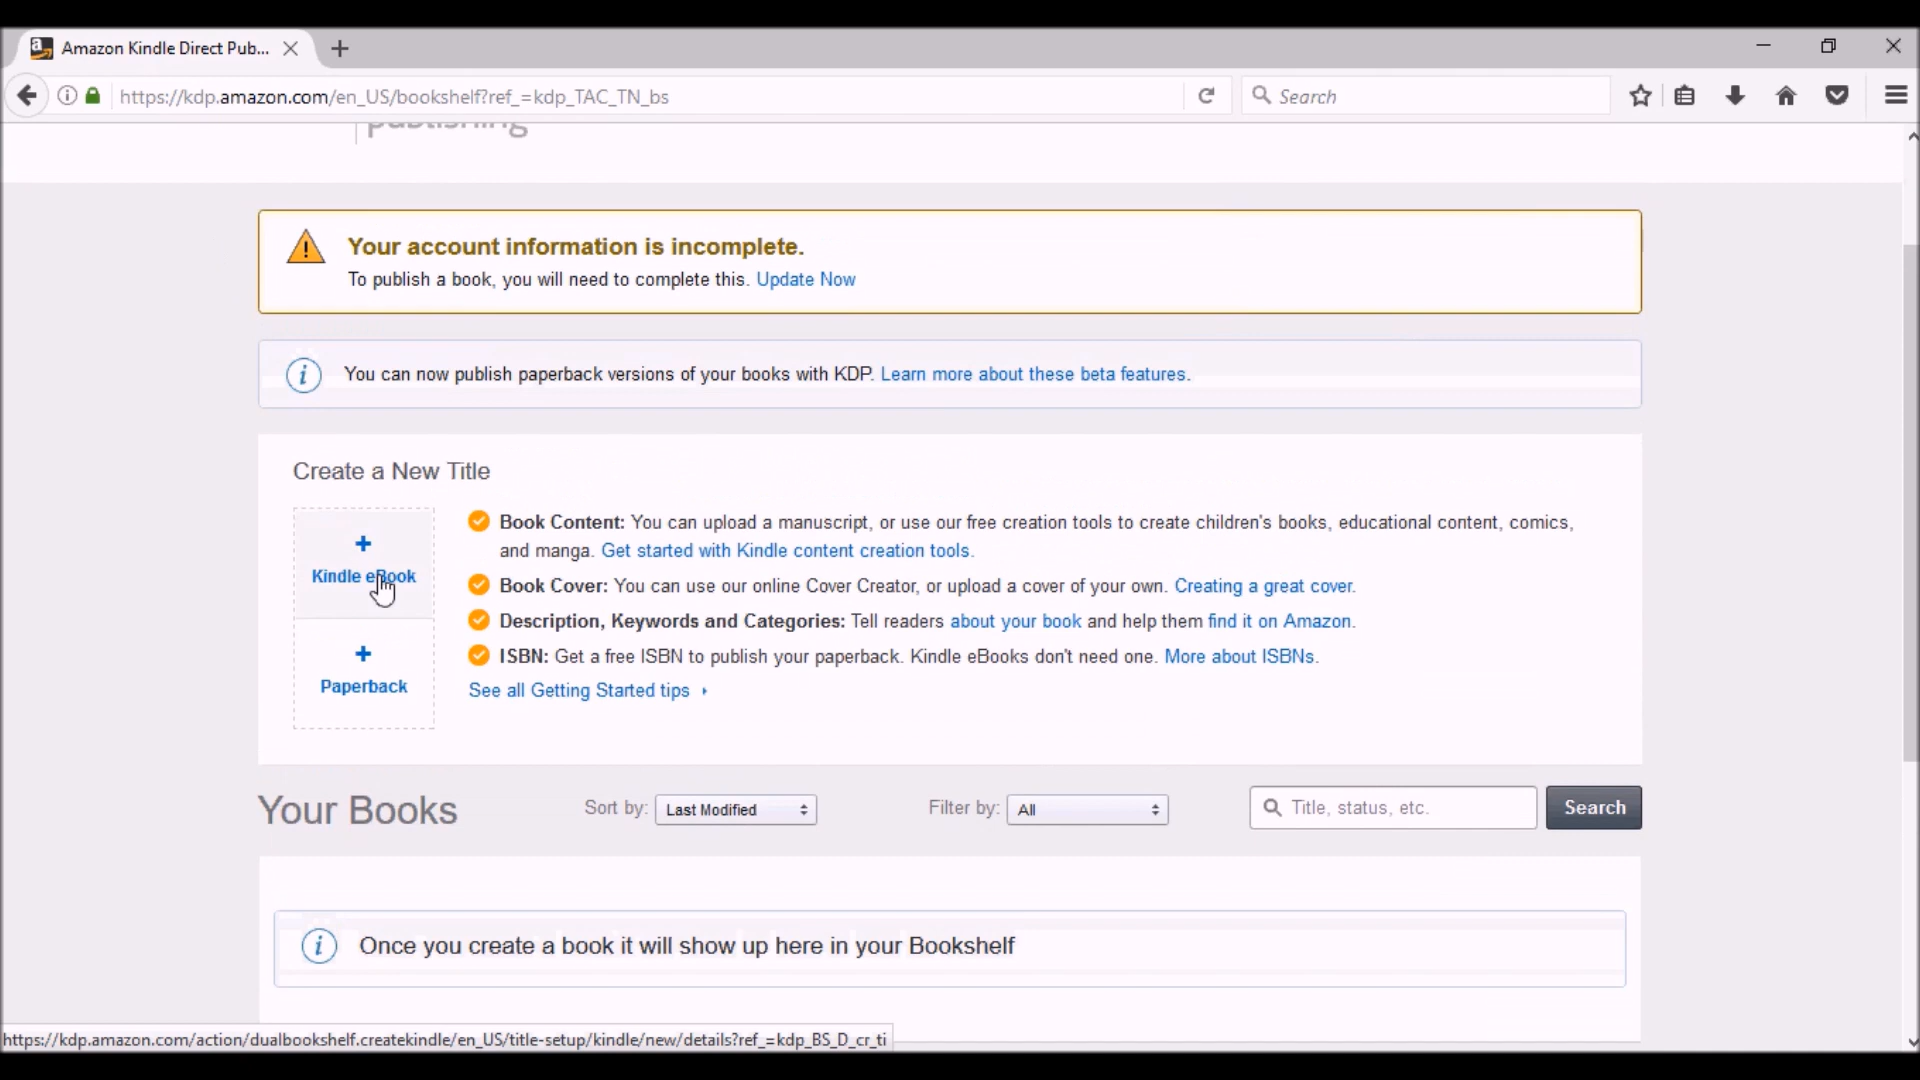 Amazon Kindle Direct Pub...
https://kdp.amazon.com/en_US/bookshelf?ref_=kdp_TAC_TN_bs
Search
publishing
Your account information is incomplete.
To publish a book, you will need to complete this. Update Now
You can now publish paperback versions of your books with KDP. Learn more about these beta features.
Create a New Title
Kindle eBook
Paperback
Book Content: You can upload a manuscript, or use our free creation tools to create children's books, educational content, comics,
and manga. Get started with Kindle content creation tools.
Book Cover: You can use our online Cover Creator, or upload a cover of your own. Creating a great cover.
Description, Keywords and Categories: Tell readers about your book and help them find it on Amazon.
ISBN: Get a free ISBN to publish your paperback. Kindle eBooks don't need one. More about ISBNs.
See all Getting Started tips
Your Books
Sort by: Last Modified
Filter by: All
Title, status, etc.
Search
Once you create a book it will show up here in your Bookshelf
https://kdp.amazon.com/action/dualbookshelf.createkindle/en_US/title-setup/kindle/new/details?ref_=kdp_BS_D_cr_ti